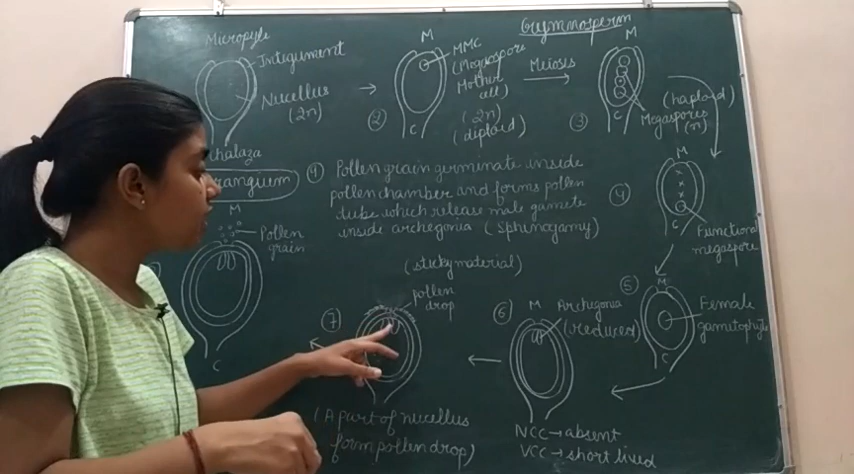 Gymnosperm
Micropyle
Integument
Nucellus
(2n)
chalaza
M
MMC
(Megaspore
Mother
cell)
(2n)
(diploid)
C
②
Meiosis
M
(haploid)
Megaspores
(n)
C
③
M
④
C
Functional
megaspore
④ Pollen grain germinate inside
pollen chamber and forms pollen
tube which release male gamete
inside archegonia (Siphonogamy)
(sticky material)
M
Pollen
grain
C
⑦
pollen
drop
(A part of nucellus
form pollen drop)
⑥
M
Archegonia
(reduced)
NCC → absent
VCC → short lived
⑤
M
Female
gametophyte
C